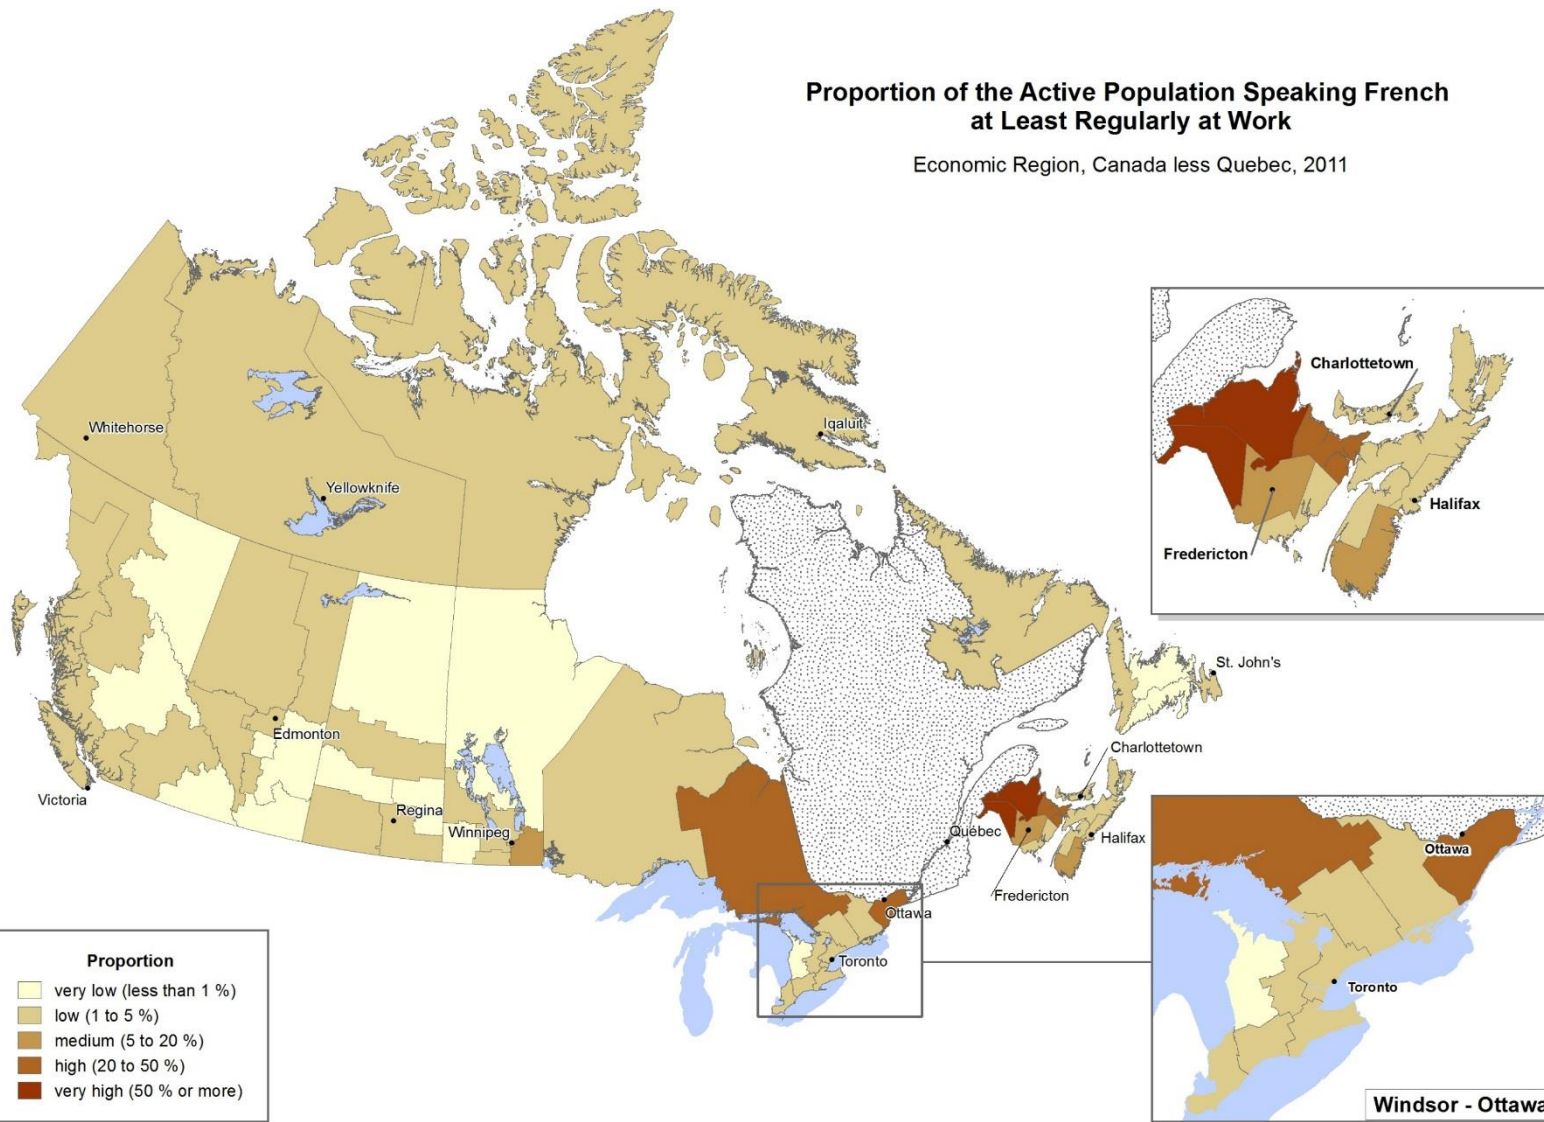 Proportion of the Active Population Speaking French
at Least Regularly at Work
Economic Region, Canada less Quebec, 2011
Whitehorse
Yellowknife
Iqaluit
Edmonton
Victoria
Regina
Winnipeg
St. John's
Charlottetown
Québec
Halifax
Fredericton
Ottawa
Toronto
Charlottetown
Halifax
Fredericton
Ottawa
Toronto
Windsor - Ottawa
Proportion
very low (less than 1 %)
low (1 to 5 %)
medium (5 to 20 %)
high (20 to 50 %)
very high (50 % or more)